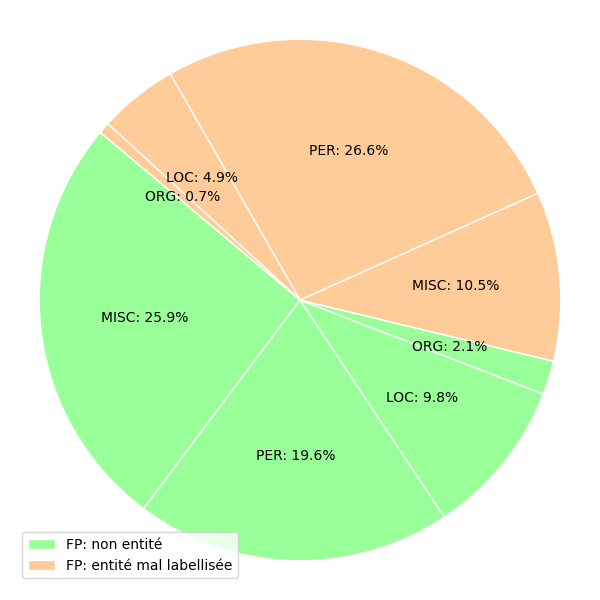 PER: 26.6%
LOC: 4.9%
ORG: 0.7%
MISC: 10.5%
MISC: 25.9%
ORG: 2.1%
LOC: 9.8%
PER: 19.6%
FP: non entité
FP: entité mal labellisée